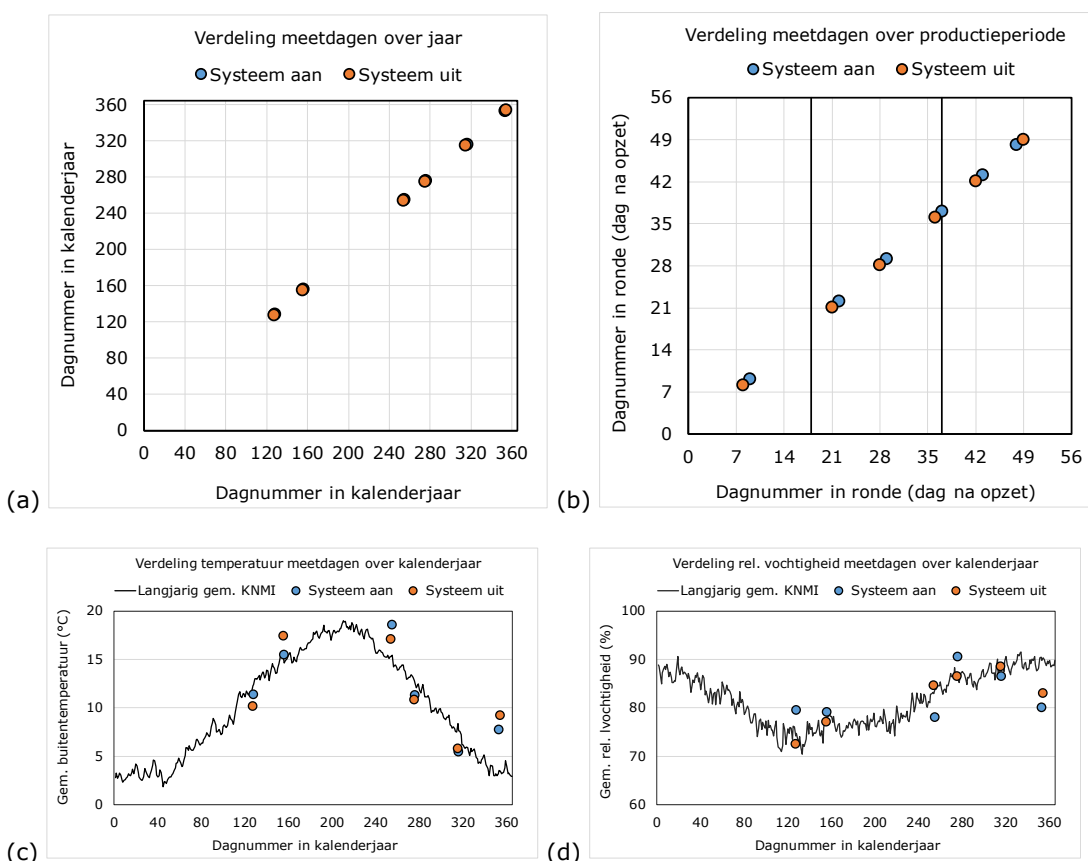 Verdeling meetdagen over jaar
Systeem aan Systeem uit
360
320
280
240
200
160
120
80
40
0
0 40 80 120 160 200 240 280 320 360
Dagnummer in kalenderjaar
Dagnummer in kalenderjaar
(a)
Verdeling meetdagen over productieperiode
Systeem aan Systeem uit
56
49
42
35
28
21
14
7
0
0 7 14 21 28 35 42 49 56
Dagnummer in ronde (dag na opzet)
Dagnummer in ronde (dag na opzet)
(b)
Verdeling temperatuur meetdagen over kalenderjaar
Langjarig gem. KNMI Systeem aan Systeem uit
20
15
10
5
0
0 40 80 120 160 200 240 280 320 360
Gem. buitentemperatuur (°C)
Dagnummer in kalenderjaar
(c)
Verdeling rel. vochtigheid meetdagen over kalenderjaar
Langjarig gem. KNMI Systeem aan Systeem uit
100
90
80
70
60
0 40 80 120 160 200 240 280 320 360
Gem. rel. lvochtigheid (%)
Dagnummer in kalenderjaar
(d)